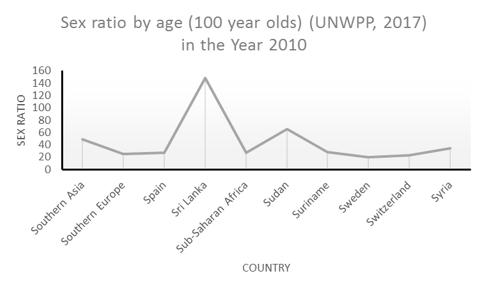 Sex ratio by age (100 year olds) (UNWPP, 2017)
in the Year 2010
160
140
120
100
80
60
40
20
0
SEX RATIO
Southern Asia
Southern Europe
Spain
Sri Lanka
Sub-Saharan Africa
Sudan
Suriname
Sweden
Switzerland
Syria
COUNTRY